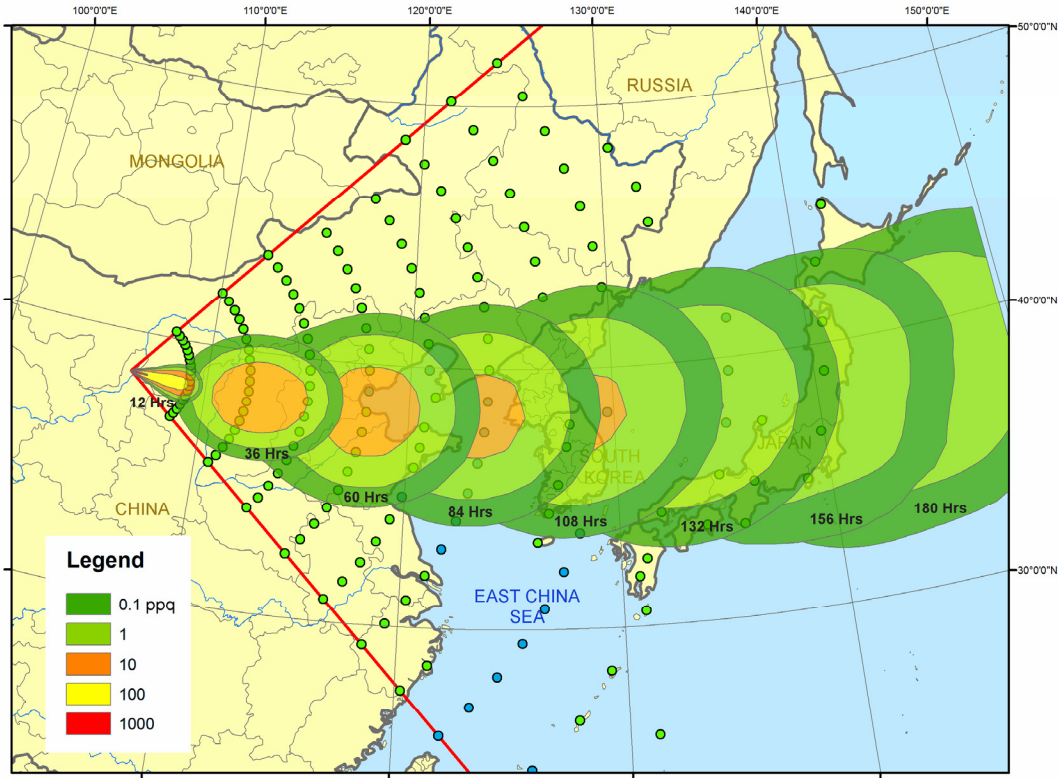 100°0'0"E
110°0'0"E
120°0'0"E
130°0'0"E
140°0'0"E
150°0'0"E
50°0'0"N
RUSSIA
MONGOLIA
40°0'0"N
12 Hrs
36 Hrs
JAPAN
SOUTH
KOREA
60 Hrs
84 Hrs
108 Hrs
132 Hrs
156 Hrs
180 Hrs
CHINA
Legend
0.1 ppq
1
10
100
1000
30°0'0"N
EAST CHINA
SEA